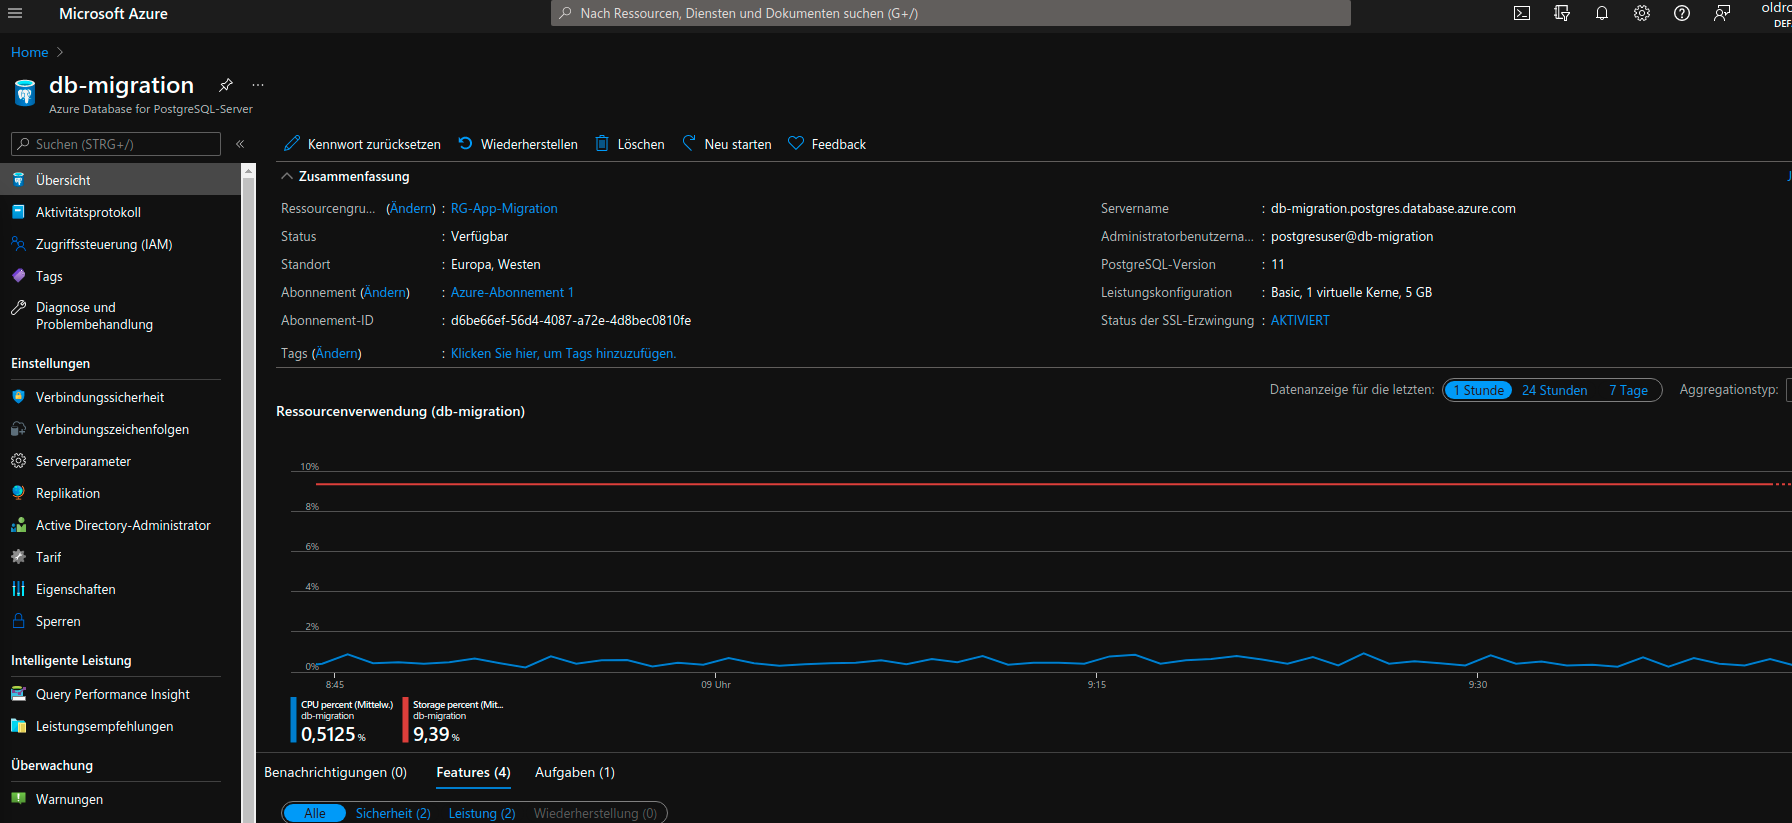 Microsoft Azure
Nach Ressourcen, Diensten und Dokumenten suchen (G+/)
oldro
DEF
Home
db-migration
Azure Database for PostgreSQL-Server
Suchen (STRG+/)
Übersicht
Aktivitätsprotokoll
Zugriffssteuerung (IAM)
Tags
Diagnose und
Problembehandlung
Einstellungen
Verbindungssicherheit
Verbindungszeichenfolgen
Serverparameter
Replikation
Active Directory-Administrator
Tarif
Eigenschaften
Sperren
Intelligente Leistung
Query Performance Insight
Leistungsempfehlungen
Überwachung
Warnungen
Kennwort zurücksetzen Wiederherstellen Löschen Neu starten Feedback
Zusammenfassung
J
Ressourcengru... (Ändern) : RG-App-Migration
Status : Verfügbar
Standort : Europa, Westen
Abonnement (Ändern) : Azure-Abonnement 1
Abonnement-ID : d6be66ef-56d4-4087-a72e-4d8bec0810fe
Tags (Ändern) : Klicken Sie hier, um Tags hinzuzufügen.
Servername : db-migration.postgres.database.azure.com
Administratorbenutzerna... : postgresuser@db-migration
PostgreSQL-Version : 11
Leistungskonfiguration : Basic, 1 virtuelle Kerne, 5 GB
Status der SSL-Erzwingung : AKTIVIERT
Datenanzeige für die letzten: 1 Stunde 24 Stunden 7 Tage Aggregationstyp:
Ressourcenverwendung (db-migration)
10%
8%
6%
4%
2%
0%
8:45 09 Uhr 9:15 9:30
CPU percent (Mittelw.)
db-migration
0,5125 %
Storage percent (Mit...
db-migration
9,39 %
Benachrichtigungen (0) Features (4) Aufgaben (1)
Alle Sicherheit (2) Leistung (2) Wiederherstellung (0)